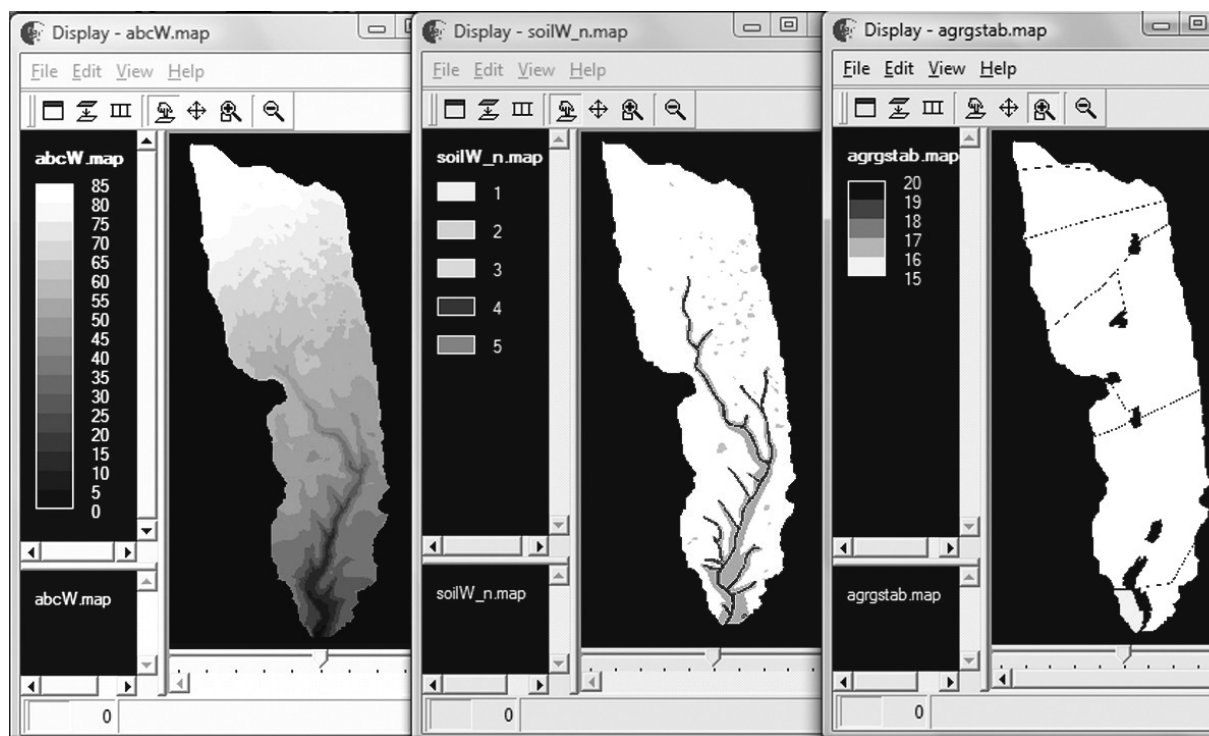 Display - abcW.map
File Edit View Help
abcW.map
85
80
75
70
65
60
55
50
45
40
35
30
25
20
15
10
5
0
abcW.map
0
Display - soilW_n.map
File Edit View Help
soilW_n.map
1
2
3
4
5
soilW_n.map
0
Display - agrgstab.map
File Edit View Help
agrgstab.map
20
19
18
17
16
15
agrgstab.map
0